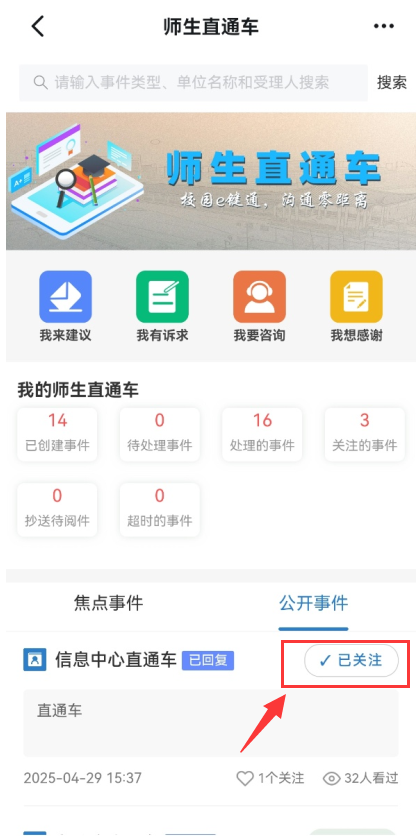 师生直通车
请输入事件类型、单位名称和受理人搜索 搜索
A+
师生直通车
校园e键通，沟通零距离
我来建议 我有诉求 我要咨询 我想感谢
我的师生直通车
14 0 16 3
已创建事件 待处理事件 处理的事件 关注的事件
0 0
抄送待阅件 超时的事件
焦点事件 公开事件
信息中心直通车 已回复 ✓ 已关注
直通车
2025-04-29 15:37 1个关注 32人看过